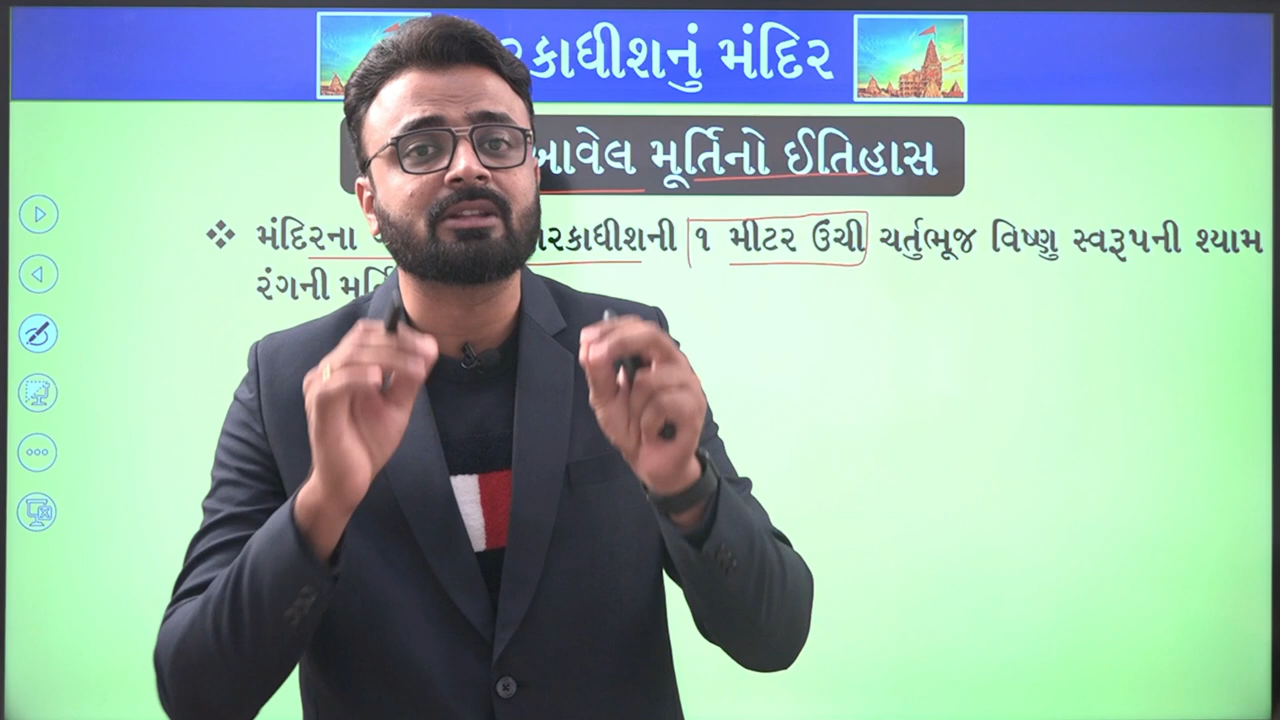 રકાધીશનું મંદિર
આવેલ મૂર્તિનો ઈતિહાસ
મંદિરના રકાધીશની ૧ મીટર ઉંચી ચર્તુભૂજ વિષ્ણુ સ્વરૂપની શ્યામ
રંગની